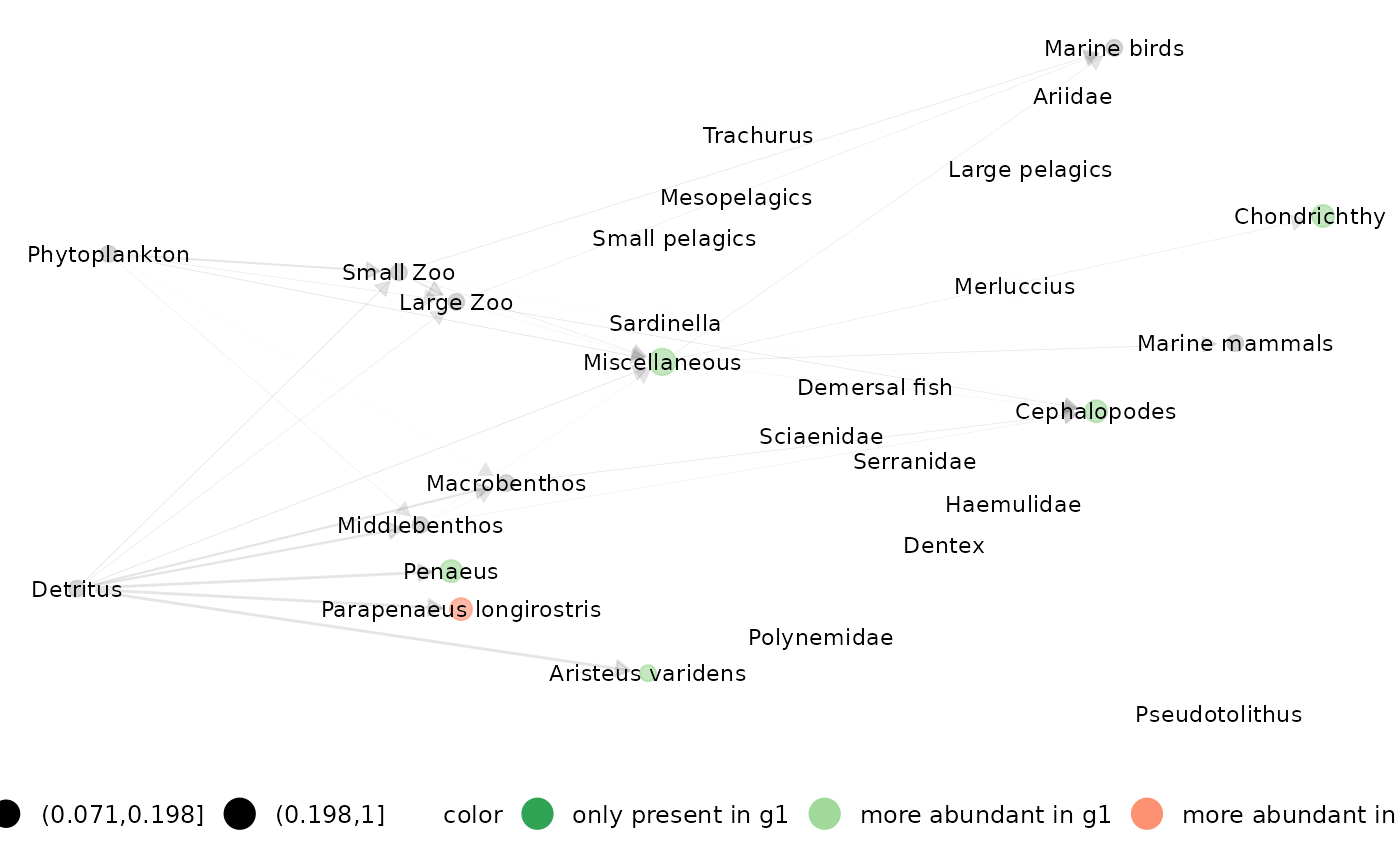 Marine birds
Ariidae
Trachurus
Large pelagics
Mesopelagics
Chondrichthy
Small pelagics
Phytoplankton
Small Zoo
Merluccius
Large Zoo
Sardinella
Marine mammals
Miscellaneous
Demersal fish
Cephalopodes
Sciaenidae
Serranidae
Macrobenthos
Haemulidae
Middlebenthos
Dentex
Penaeus
Detritus
Parapenaeus longirostris
Polynemidae
Aristeus varidens
Pseudotolithus
(0.071,0.198] (0.198,1] color only present in g1 more abundant in g1 more abundant in